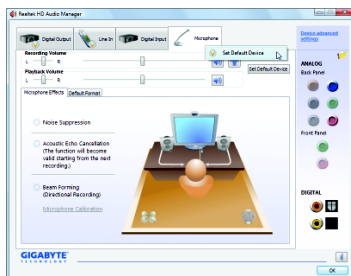 Realtek HD Audio Manager
Digital Output
Line In
Digital Input
Microphone
Device advanced settings
Set Default Device
Recording Volume
L
R
Set Default Device
Playback Volume
L
R
Microphone Effects
Default Format
Noise Suppression
Acoustic Echo Cancellation
(The function will become
valid starting from the next
recording.)
Beam Forming
(Directional Recording)
Microphone Calibration
ANALOG
Back Panel
Front Panel
DIGITAL
GIGABYTE
TECHNOLOGY
OK